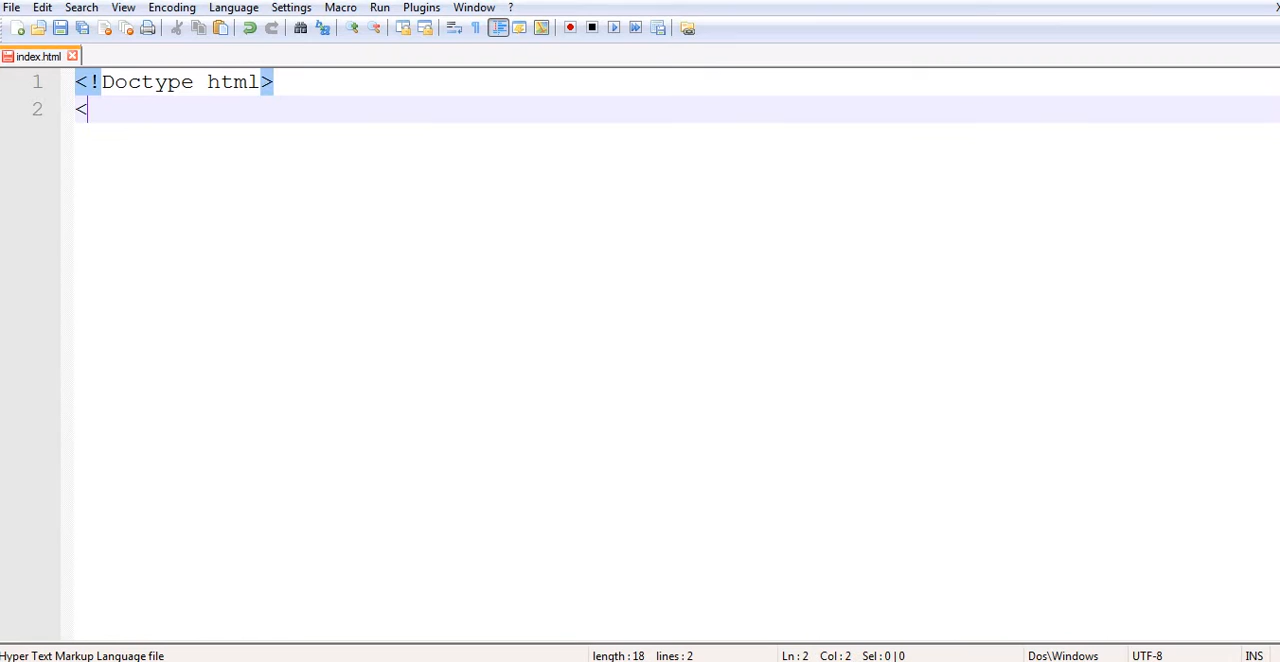 File Edit Search View Encoding Language Settings Macro Run Plugins Window ? X
index.html
1 <!Doctype html>
2 <
Hyper Text Markup Language file length : 18 lines : 2 Ln : 2 Col : 2 Sel : 0 | 0 Dos\Windows UTF-8 INS